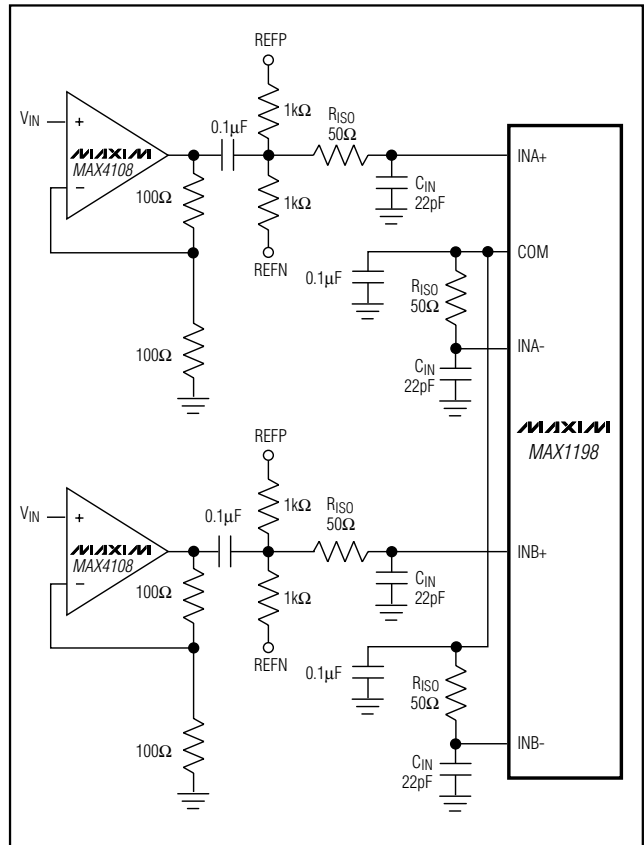 REFP
VIN
+
MAXIM
MAX4108
−
0.1μF
1kΩ
RISO
50Ω
INA+
100Ω
1kΩ
CIN
22pF
REFN
COM
0.1μF
RISO
50Ω
100Ω
INA-
CIN
22pF
MAXIM
MAX1198
REFP
VIN
+
MAXIM
MAX4108
−
0.1μF
1kΩ
RISO
50Ω
INB+
100Ω
1kΩ
CIN
22pF
REFN
0.1μF
RISO
50Ω
100Ω
INB-
CIN
22pF